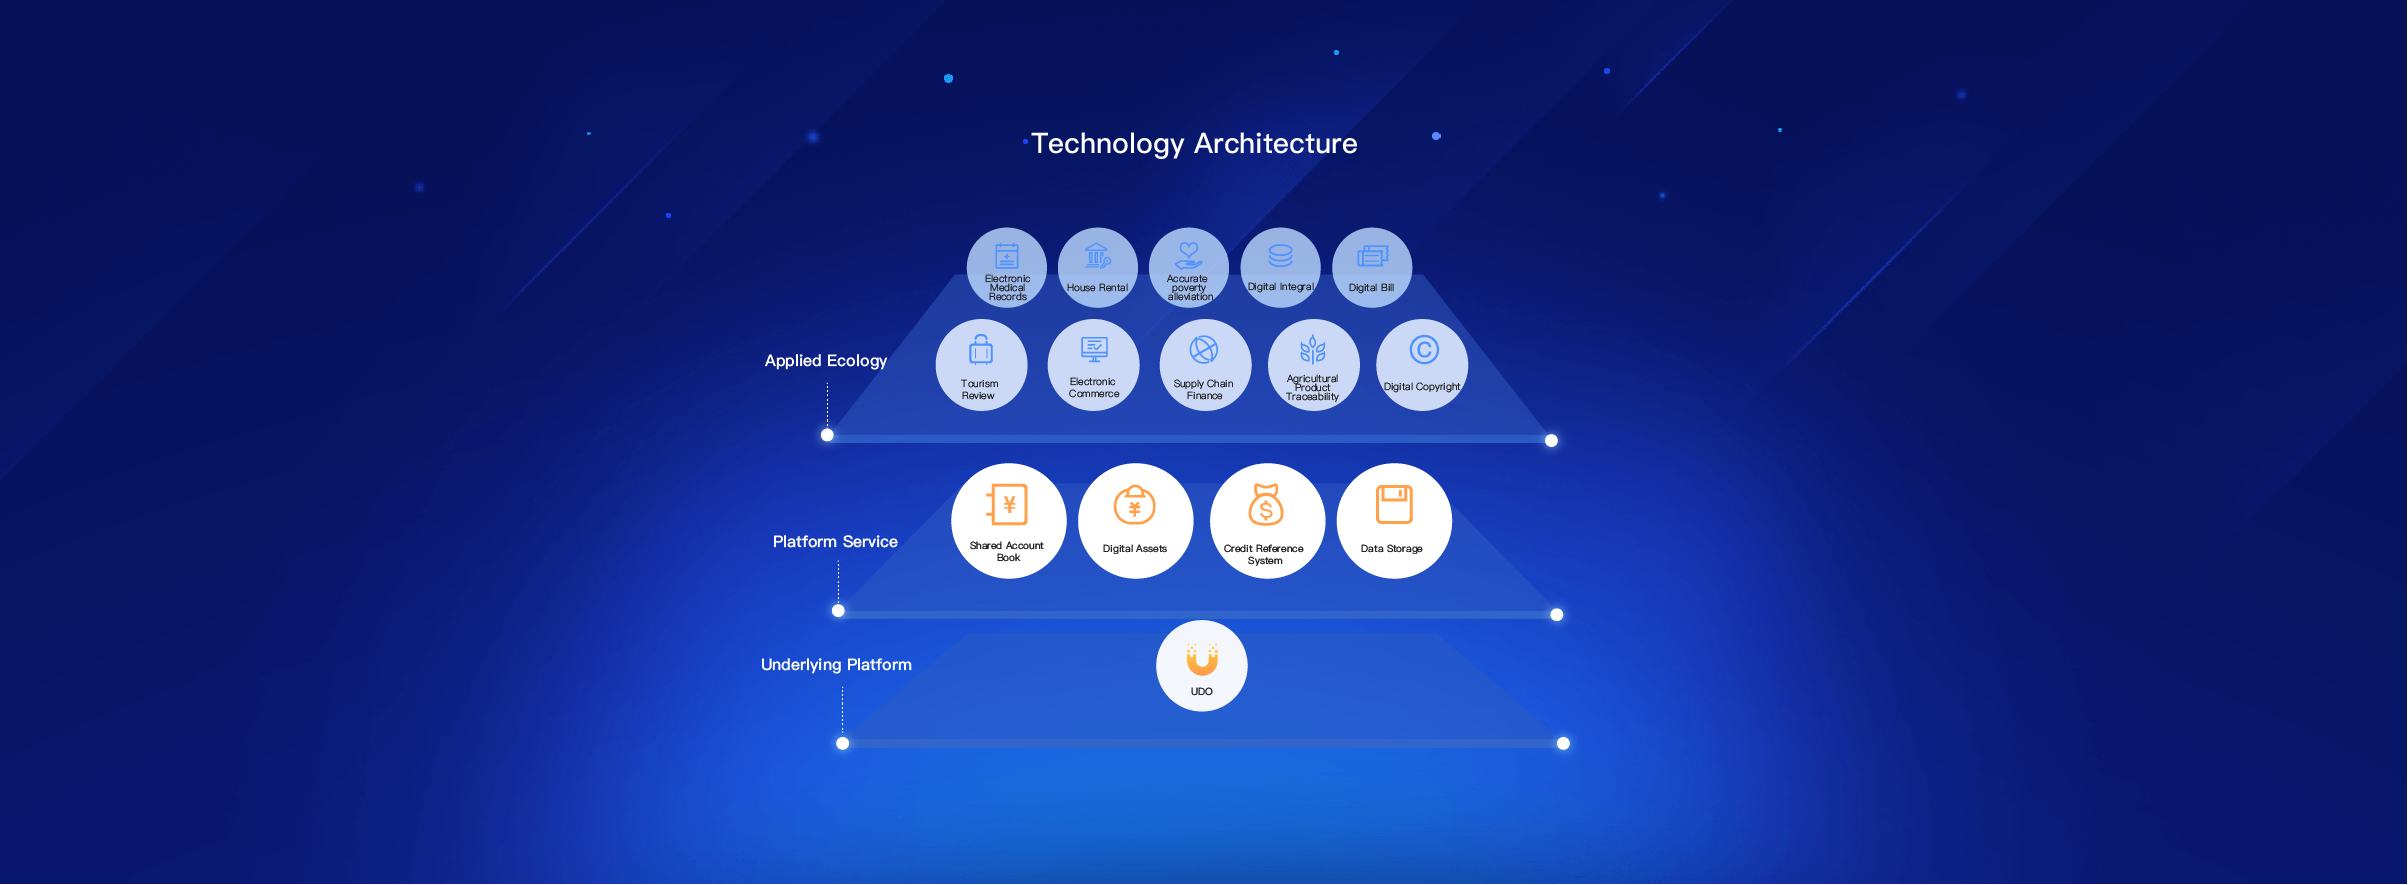 Technology Architecture
Electronic
Medical
Records
House Rental
Accurate
poverty
alleviation
Digital Integral
Digital Bill
Applied Ecology
Tourism
Review
Electronic
Commerce
Supply Chain
Finance
Agricultural
Product
Traceability
Digital Copyright
Platform Service
Shared Account
Book
Digital Assets
Credit Reference
System
Data Storage
Underlying Platform
UDO